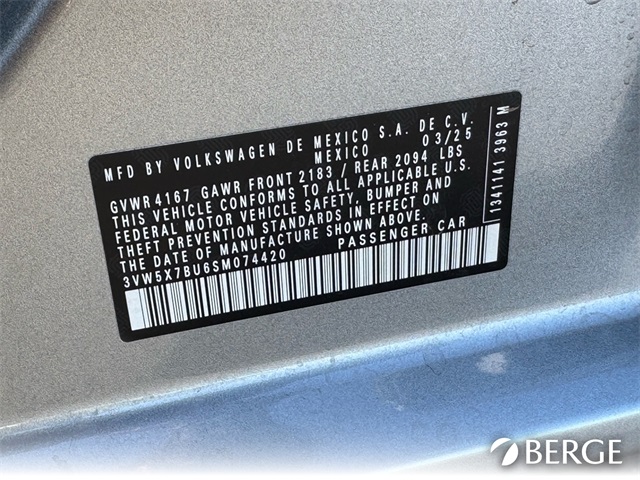 MFD BY VOLKSWAGEN DE MEXICO S.A. DE C.V.
MEXICO 03/25
GVWR 4167 GAWR FRONT 2183 / REAR 2094 LBS
THIS VEHICLE CONFORMS TO ALL APPLICABLE U.S.
FEDERAL MOTOR VEHICLE SAFETY, BUMPER AND
THEFT PREVENTION STANDARDS IN EFFECT ON
THE DATE OF MANUFACTURE SHOWN ABOVE.
3VW5X7BU6SM074420 PASSENGER CAR
1341141 3963 M
BERGE